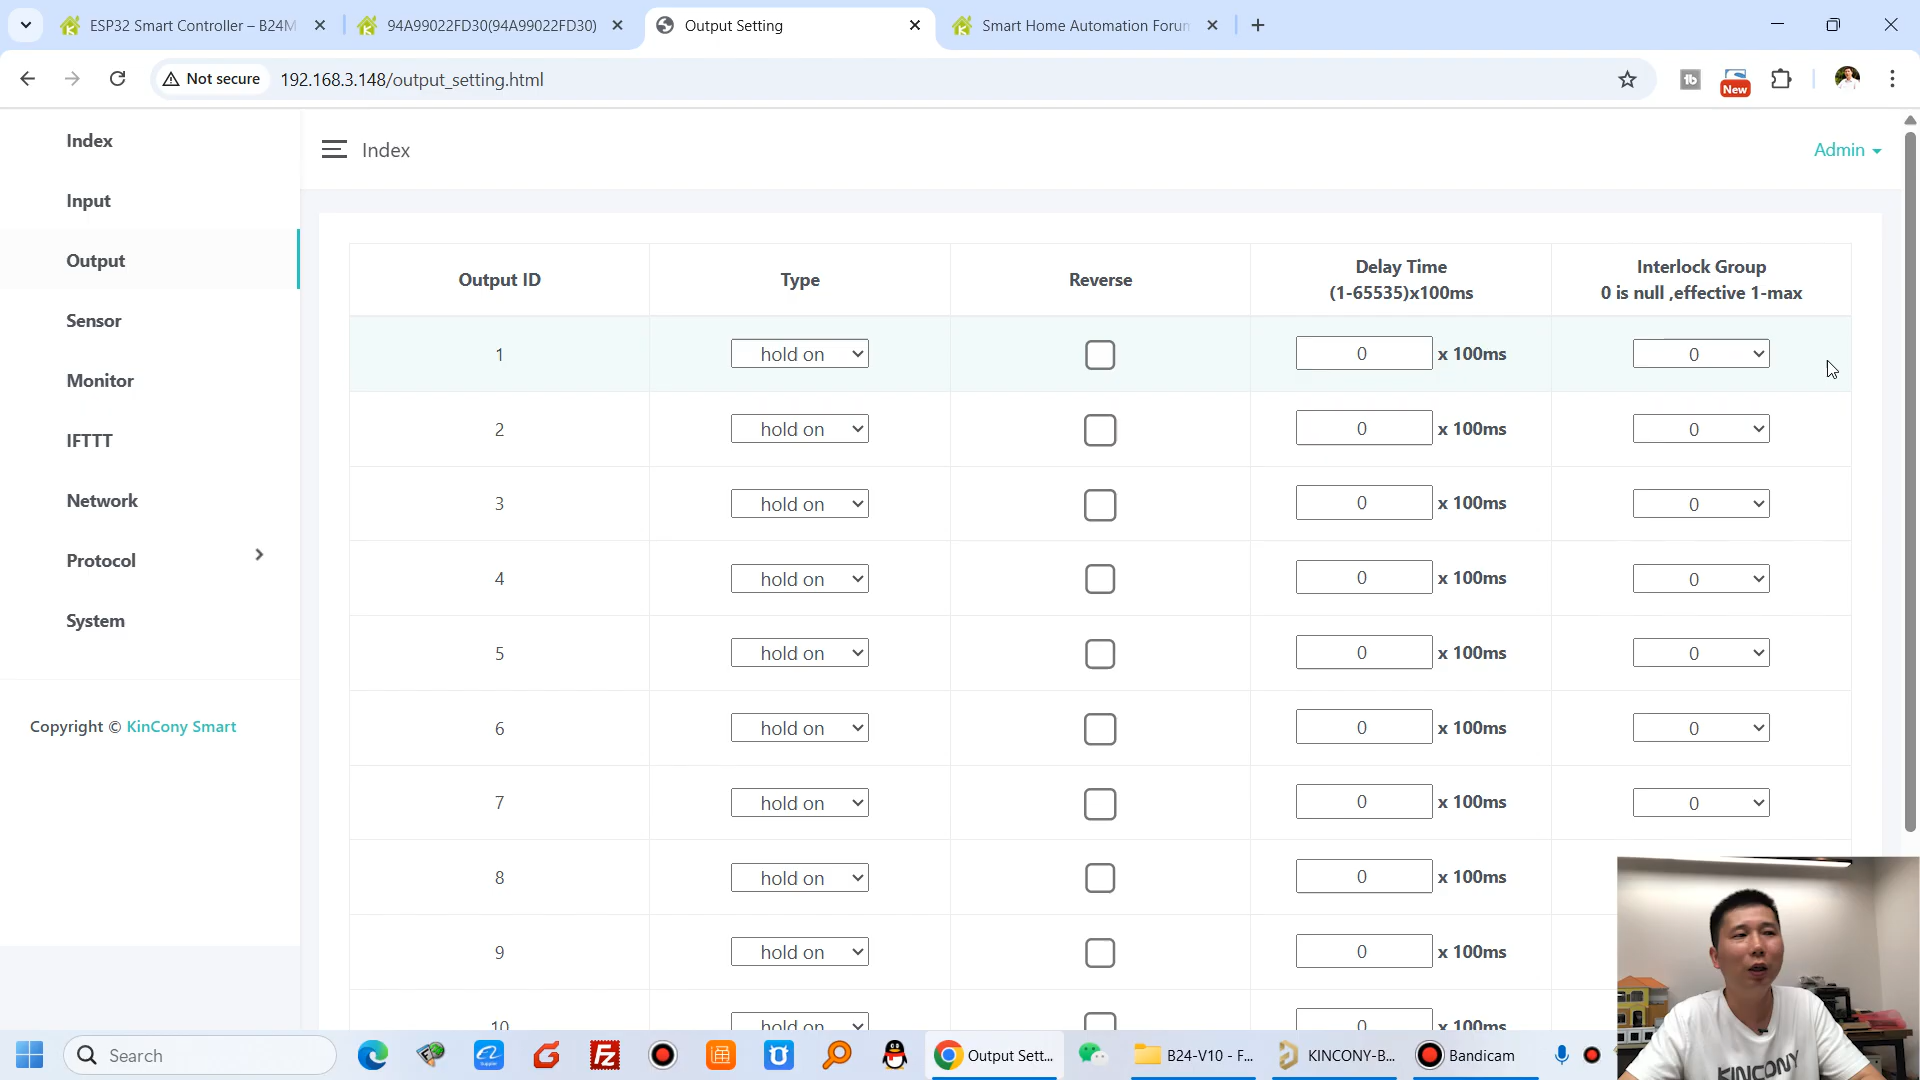 ESP32 Smart Controller – B24M
94A99022FD30(94A99022FD30)
Output Setting
Smart Home Automation Forum
Not secure
192.168.3.148/output_setting.html
New
Index
Input
Output
Sensor
Monitor
IFTTT
Network
Protocol
System
Copyright © KinCony Smart
Index
Admin
Output ID
Type
Reverse
Delay Time
(1-65535)x100ms
Interlock Group
0 is null ,effective 1-max
1 hold on 0 x 100ms 0
2 hold on 0 x 100ms 0
3 hold on 0 x 100ms 0
4 hold on 0 x 100ms 0
5 hold on 0 x 100ms 0
6 hold on 0 x 100ms 0
7 hold on 0 x 100ms 0
8 hold on 0 x 100ms
9 hold on 0 x 100ms
10 hold on 0 x 100ms
KINCONY
Search
Output Sett...
B24-V10 - F...
KINCONY-B...
Bandicam